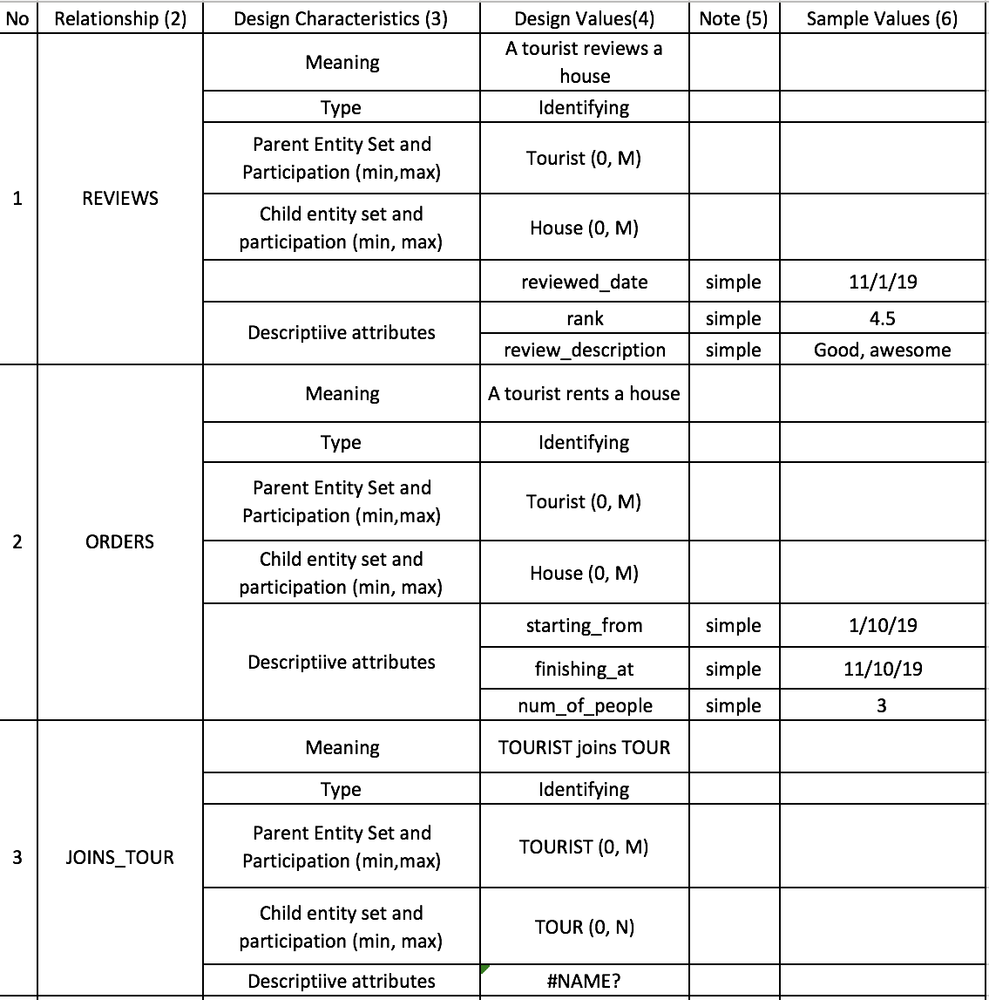 No Relationship (2) Design Characteristics (3) Design Values(4) Note (5) Sample Values (6)
1 REVIEWS
Meaning
A tourist reviews a
house
Type Identifying
Parent Entity Set and
Participation (min,max)
Tourist (0, M)
Child entity set and
participation (min, max)
House (0, M)
reviewed_date simple 11/1/19
Descriptiive attributes
rank simple 4.5
review_description simple Good, awesome
2 ORDERS
Meaning A tourist rents a house
Type Identifying
Parent Entity Set and
Participation (min,max)
Tourist (0, M)
Child entity set and
participation (min, max)
House (0, M)
Descriptiive attributes
starting_from simple 1/10/19
finishing_at simple 11/10/19
num_of_people simple 3
3 JOINS_TOUR
Meaning TOURIST joins TOUR
Type Identifying
Parent Entity Set and
Participation (min,max)
TOURIST (0, M)
Child entity set and
participation (min, max)
TOUR (0, N)
Descriptiive attributes #NAME?